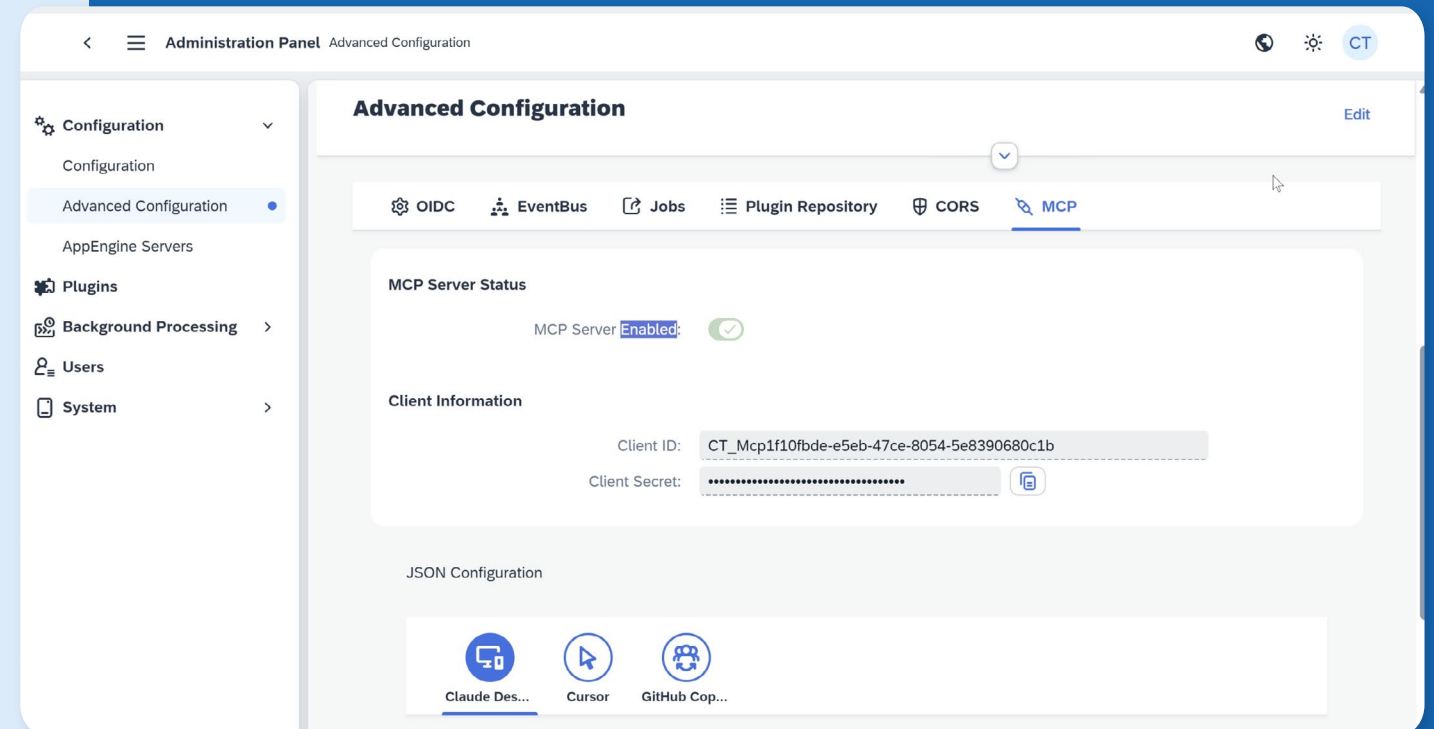 Administration Panel Advanced Configuration
CT
Configuration
Configuration
Advanced Configuration
AppEngine Servers
Plugins
Background Processing
Users
System
Advanced Configuration
Edit
OIDC EventBus Jobs Plugin Repository CORS MCP
MCP Server Status
MCP Server Enabled:
Client Information
Client ID: CT_Mcp1f10fbde-e5eb-47ce-8054-5e8390680c1b
Client Secret: ••••••••••••••••••••••••••••••••••••
JSON Configuration
Claude Des... Cursor GitHub Cop...